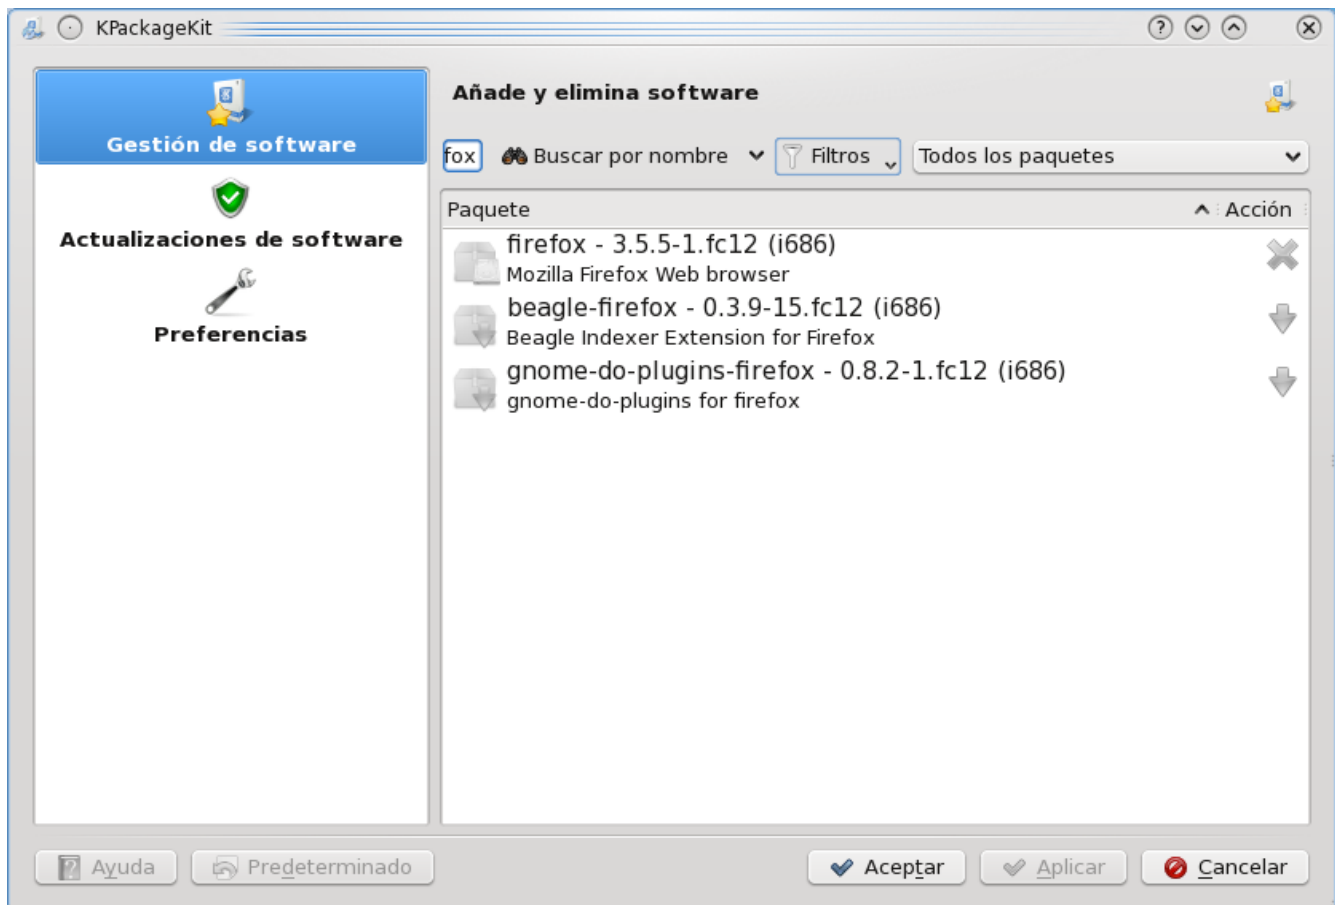 KPackageKit
Gestión de software
Actualizaciones de software
Preferencias
Añade y elimina software
fox Buscar por nombre Filtros Todos los paquetes
Paquete Acción
firefox - 3.5.5-1.fc12 (i686)
Mozilla Firefox Web browser
beagle-firefox - 0.3.9-15.fc12 (i686)
Beagle Indexer Extension for Firefox
gnome-do-plugins-firefox - 0.8.2-1.fc12 (i686)
gnome-do-plugins for firefox
Ayuda Predeterminado Aceptar Aplicar Cancelar